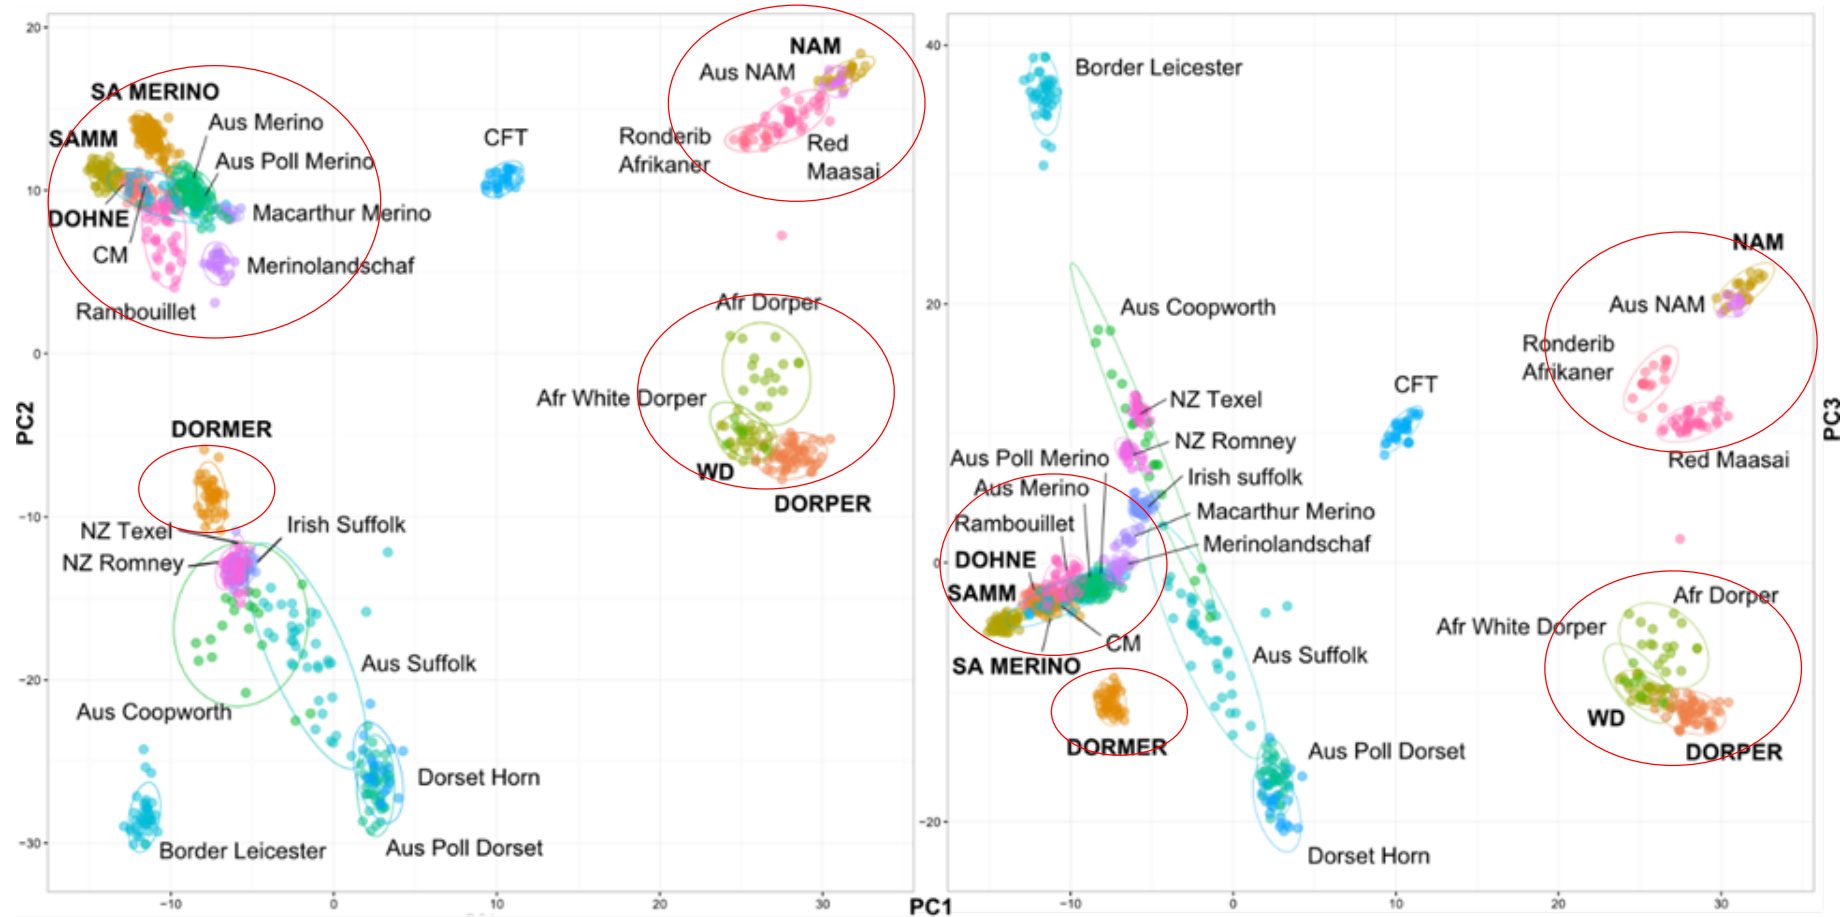 20
NAM
Aus NAM
SA MERINO
Aus Merino
SAMM
CFT
Ronderib
Afrikaner
Red
Maasai
Aus Poll Merino
10
DOHNE
Macarthur Merino
CM
Merinolandschaf
Rambouillet
Afr Dorper
0
Afr White Dorper
PC2
DORMER
WD
DORPER
-10
NZ Texel
Irish Suffolk
NZ Romney
Aus Suffolk
-20
Aus Coopworth
Dorset Horn
-30
Border Leicester
Aus Poll Dorset
-10
0
10
20
30
PC1
40
Border Leicester
NAM
20
Aus Coopworth
Aus NAM
Ronderib
Afrikaner
CFT
NZ Texel
PC3
NZ Romney
Red Maasai
Aus Poll Merino
Irish suffolk
Aus Merino
Macarthur Merino
Rambouillet
Merinolandschaf
DOHNE
0
SAMM
Afr Dorper
Afr White Dorper
CM
Aus Suffolk
SA MERINO
WD
DORMER
Aus Poll Dorset
DORPER
-20
Dorset Horn
-10
0
10
20
30